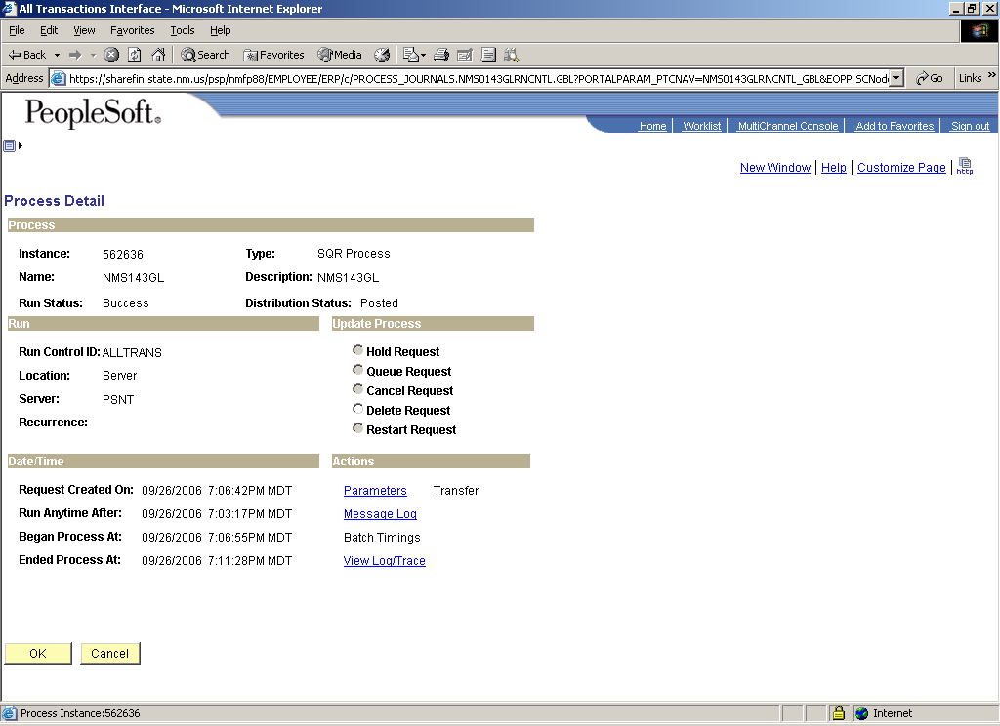 All Transactions Interface - Microsoft Internet Explorer
File Edit View Favorites Tools Help
Back Search Favorites Media
Address https://sharefin.state.nm.us/psp/nmfp88/EMPLOYEE/ERP/c/PROCESS_JOURNALS.NMS0143GLRNCNTL.GBL?PORTALPARAM_PTCNAV=NMS0143GLRNCNTL_GBL&EOPP.SCNod Go Links »
PeopleSoft®
Home Worklist MultiChannel Console Add to Favorites Sign out
New Window | Help | Customize Page | http
Process Detail
Process
Instance: 562636 Type: SQR Process
Name: NMS143GL Description: NMS143GL
Run Status: Success Distribution Status: Posted
Run Update Process
Run Control ID: ALLTRANS Hold Request
Location: Server Queue Request
Server: PSNT Cancel Request
Recurrence: Delete Request
Restart Request
Date/Time Actions
Request Created On: 09/26/2006 7:06:42PM MDT Parameters Transfer
Run Anytime After: 09/26/2006 7:03:17PM MDT Message Log
Began Process At: 09/26/2006 7:06:55PM MDT Batch Timings
Ended Process At: 09/26/2006 7:11:28PM MDT View Log/Trace
OK Cancel
Process Instance:562636 Internet